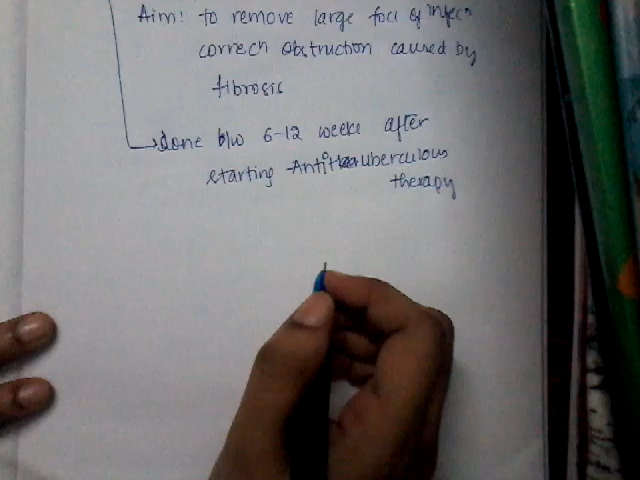 Aim: to remove large foci of infecn
correcn obstruction caused by
fibrosis
done b/w 6-12 weeks after
starting Antituberculous
therapy